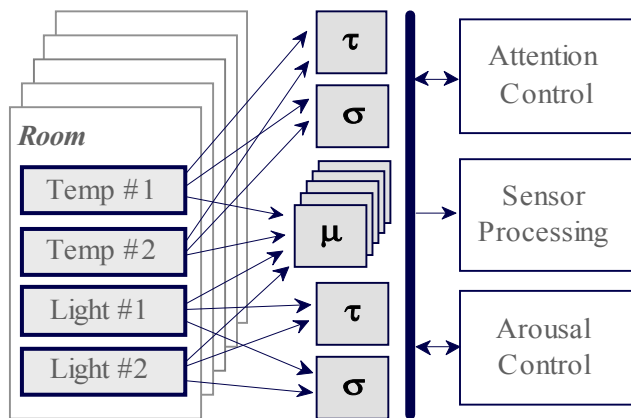 Room
Temp #1
Temp #2
Light #1
Light #2
τ
σ
μ
τ
σ
Attention
Control
Sensor
Processing
Arousal
Control